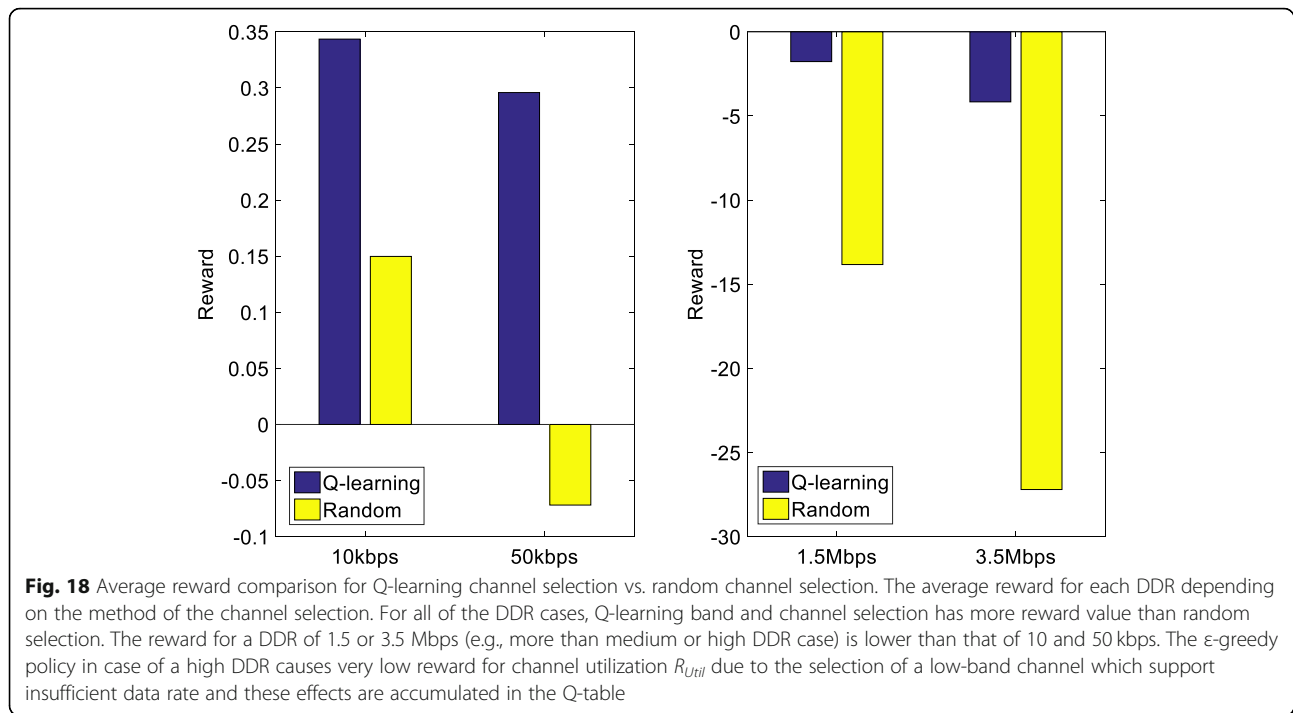 0.35
0.3
0.25
0.2
0.15
0.1
0.05
0
-0.05
-0.1
Reward
Q-learning
Random
10kbps
50kbps
0
-5
-10
-15
-20
-25
-30
Reward
Q-learning
Random
1.5Mbps
3.5Mbps
Fig. 18 Average reward comparison for Q-learning channel selection vs. random channel selection. The average reward for each DDR depending
on the method of the channel selection. For all of the DDR cases, Q-learning band and channel selection has more reward value than random
selection. The reward for a DDR of 1.5 or 3.5 Mbps (e.g., more than medium or high DDR case) is lower than that of 10 and 50 kbps. The ε-greedy
policy in case of a high DDR causes very low reward for channel utilization R_Util due to the selection of a low-band channel which support
insufficient data rate and these effects are accumulated in the Q-table